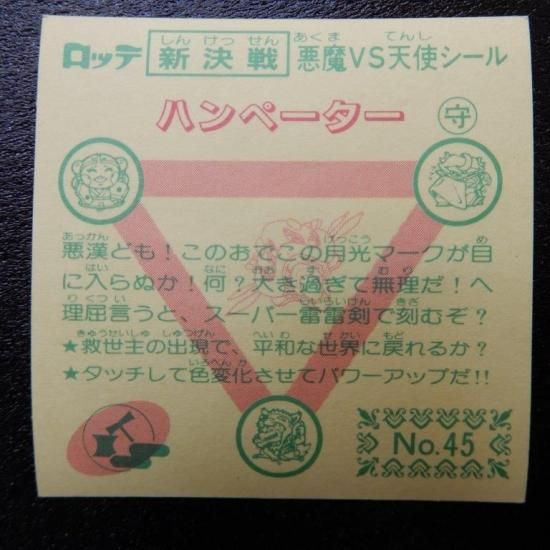 ロッテ 新決戦 悪魔VS天使シール
ハンペーター 守
悪漢ども！このおでこの月光マークが目
に入らぬか！何？大き過ぎて無理だ！へ
理屈言うと、スーパー雷雷剣で刻むぞ？
★救世主の出現で、平和な世界に戻れるか？
★タッチして色変化させてパワーアップだ!!
No.45